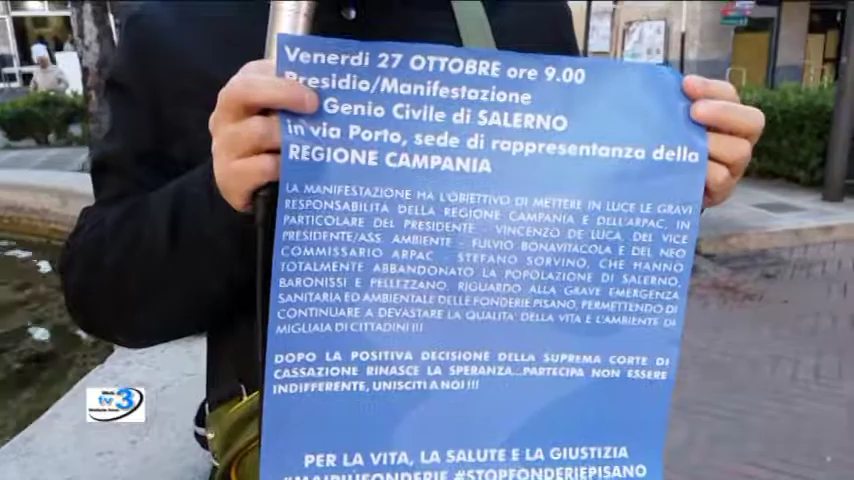 Venerdi 27 OTTOBRE ore 9.00
Presidio/Manifestazione
Genio Civile di SALERNO
in via Porto, sede di rappresentanza della
REGIONE CAMPANIA
LA MANIFESTAZIONE HA L'OBIETTIVO DI METTERE IN LUCE LE GRAVI
RESPONSABILITA DELLA REGIONE CAMPANIA E DELL'ARPAC, IN
PARTICOLARE DEL PRESIDENTE - VINCENZO DE LUCA, DEL VICE
PRESIDENTE/ASS. AMBIENTE - FULVIO BONAVITACOLA E DEL NEO
COMMISSARIO ARPAC - STEFANO SORVINO, CHE HANNO
TOTALMENTE ABBANDONATO LA POPOLAZIONE DI SALERNO,
BARONISSI E PELLEZZANO, RIGUARDO ALLA GRAVE EMERGENZA
SANITARIA ED AMBIENTALE DELLE FONDERIE PISANO, PERMETTENDO DI
CONTINUARE A DEVASTARE LA QUALITA' DELLA VITA E L'AMBIENTE DI
MIGLIAIA DI CITTADINI!!!
DOPO LA POSITIVA DECISIONE DELLA SUPREMA CORTE DI
CASSAZIONE RINASCE LA SPERANZA...PARTECIPA NON ESSERE
INDIFFERENTE, UNISCITI A NOI!!!
PER LA VITA, LA SALUTE E LA GIUSTIZIA
#MAIPIUFONDERIE #STOPFONDERIEPISANO
tv 3